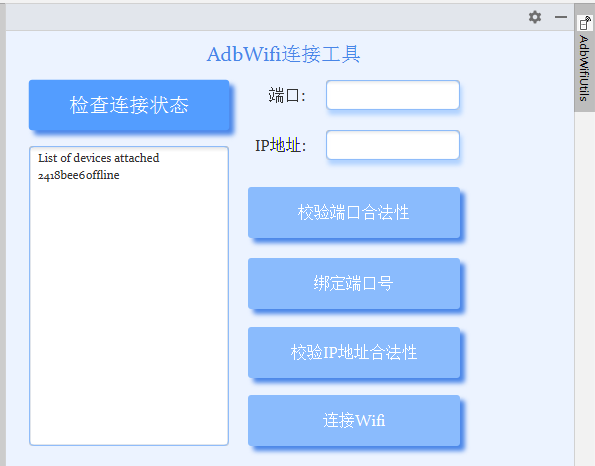 AdbWifi连接工具
检查连接状态
端口:
IP地址:
List of devices attached
2418bee6offline
校验端口合法性
绑定端口号
校验IP地址合法性
连接Wifi
AdbWifiUtils